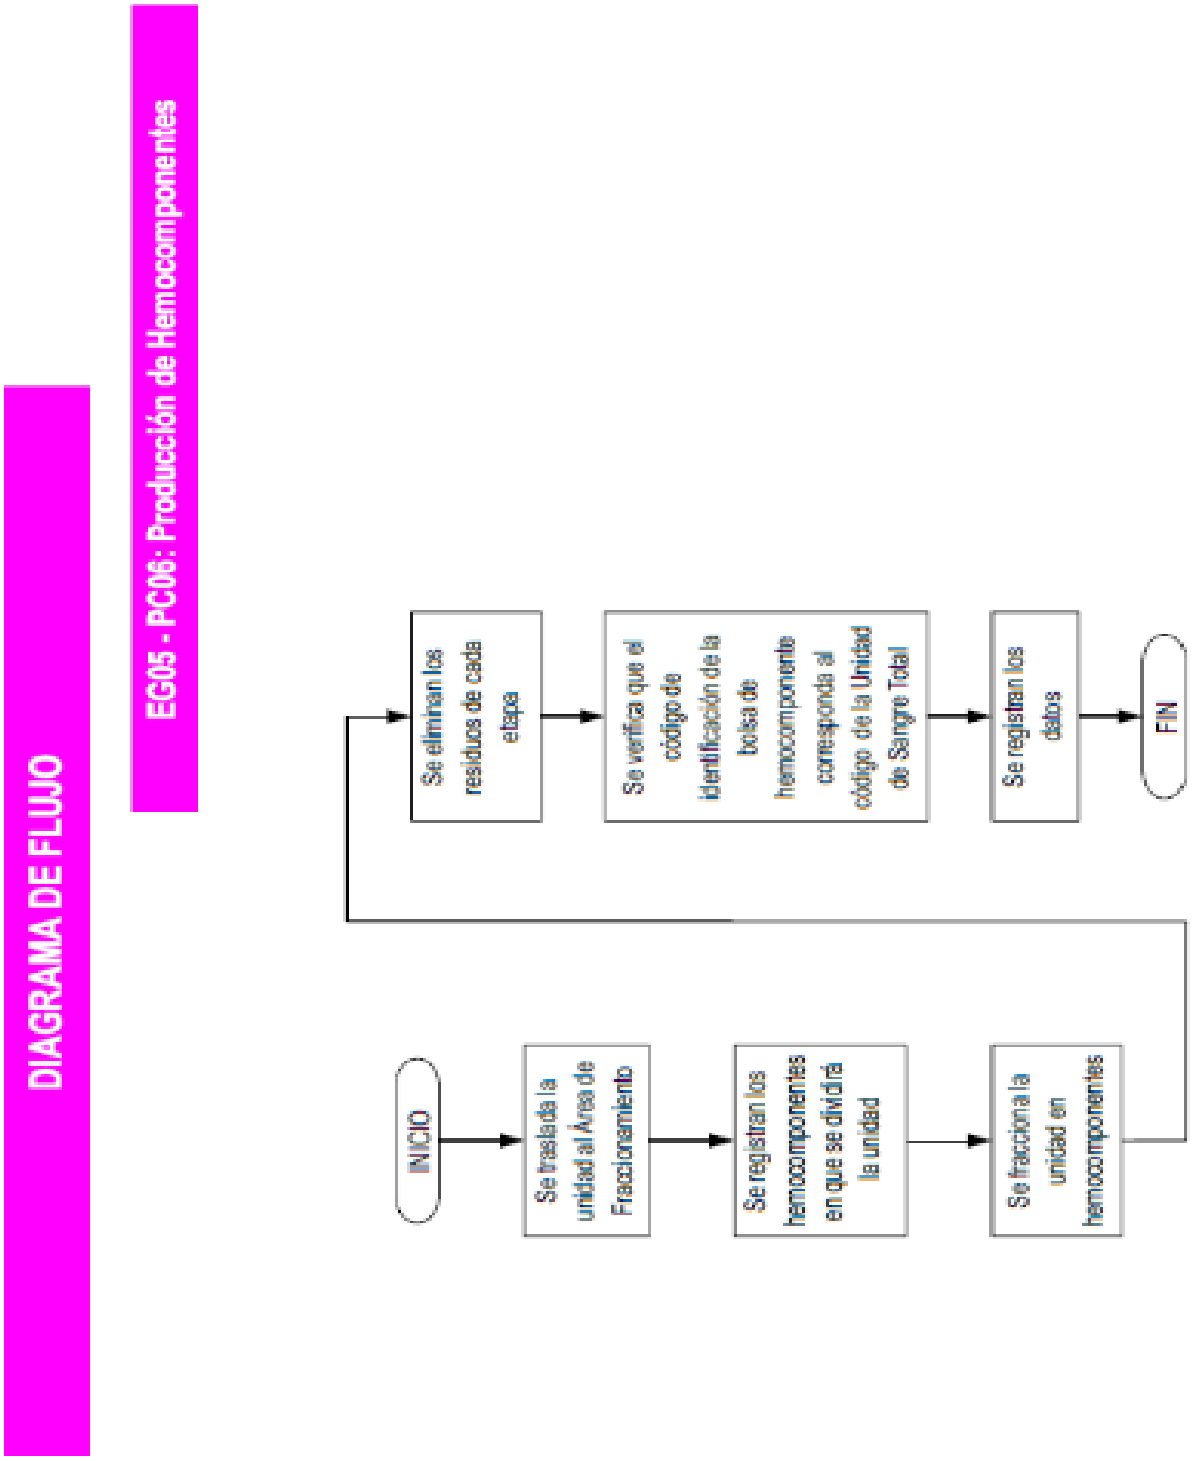 DIAGRAMA DE FLUJO
EG05 - PC06: Producción de Hemocomponentes
INICIO
Se traslada la
unidad al Área de
Fraccionamiento
Se registran los
hemocomponentes
en que se dividirá
la unidad
Se fracciona la
unidad en
hemocomponentes
Se eliminan los
residuos de cada
etapa
Se verifica que el
código de
identificación de la
bolsa de
hemocomponente
corresponda al
código de la Unidad
de Sangre Total
Se registran los
datos
FIN